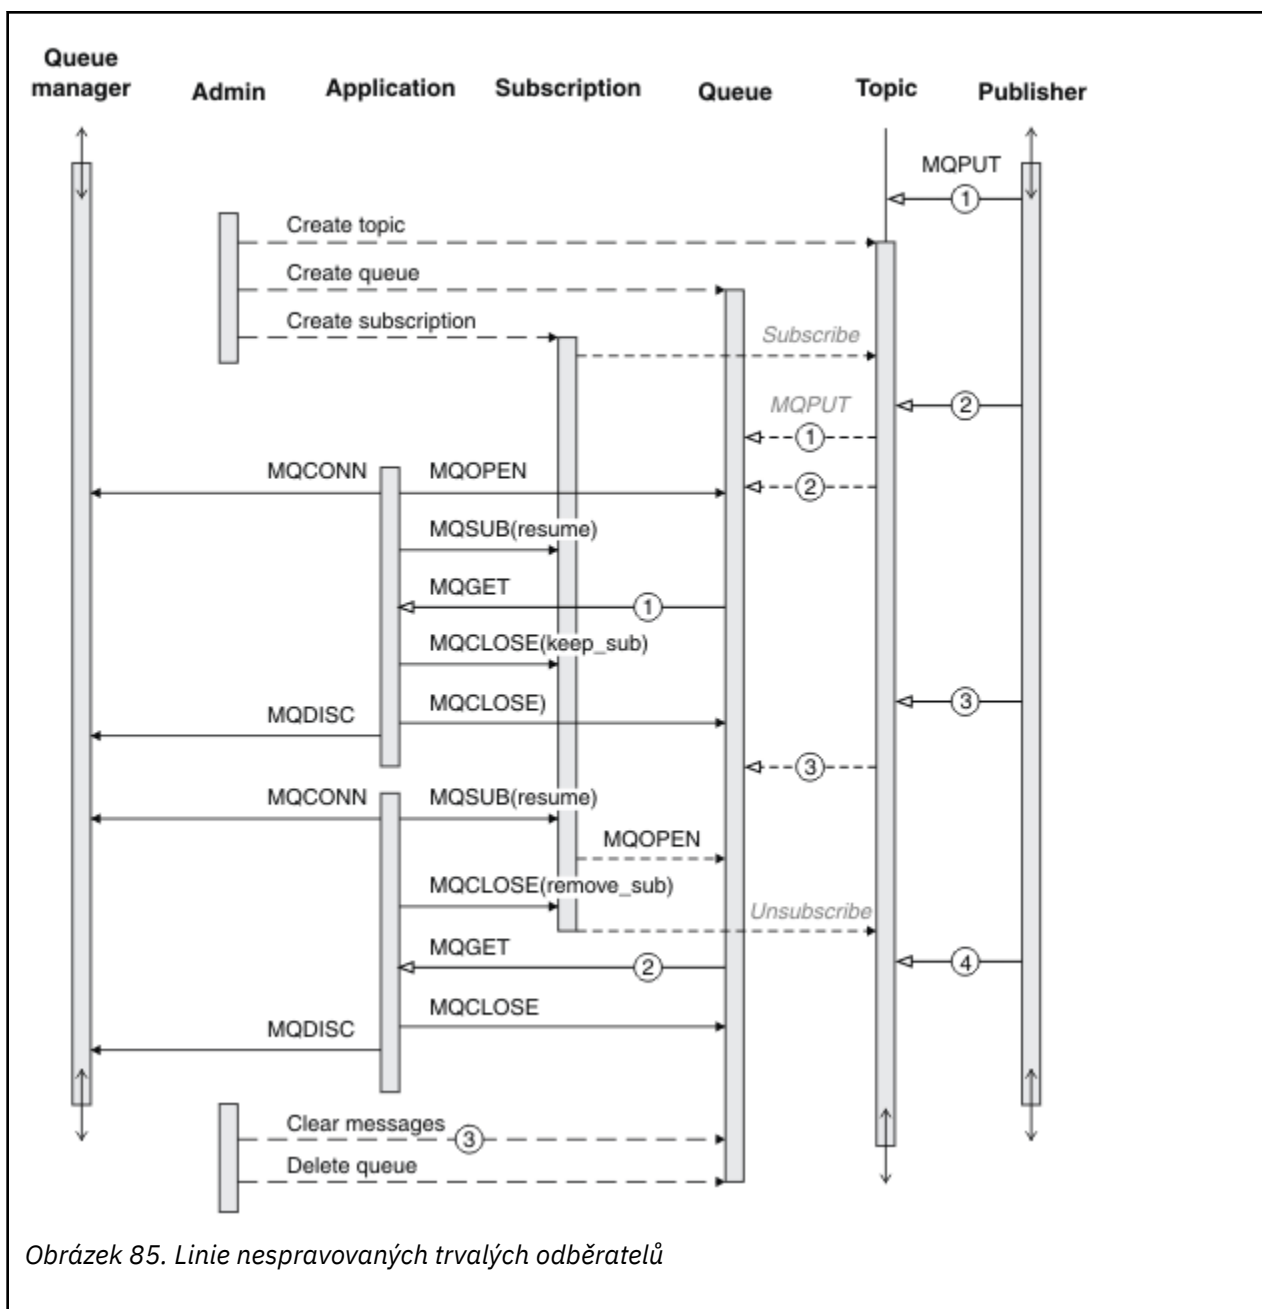 Queue
manager
Admin
Application
Subscription
Queue
Topic
Publisher
MQPUT
1
Create topic
Create queue
Create subscription
Subscribe
MQPUT
2
1
MQCONN
MQOPEN
2
MQSUB(resume)
MQGET
1
MQCLOSE(keep_sub)
MQCLOSE)
3
MQDISC
3
MQCONN
MQSUB(resume)
MQOPEN
MQCLOSE(remove_sub)
Unsubscribe
MQGET
2
4
MQCLOSE
MQDISC
Clear messages
3
Delete queue
Obrázek 85. Linie nespravovaných trvalých odběratelů